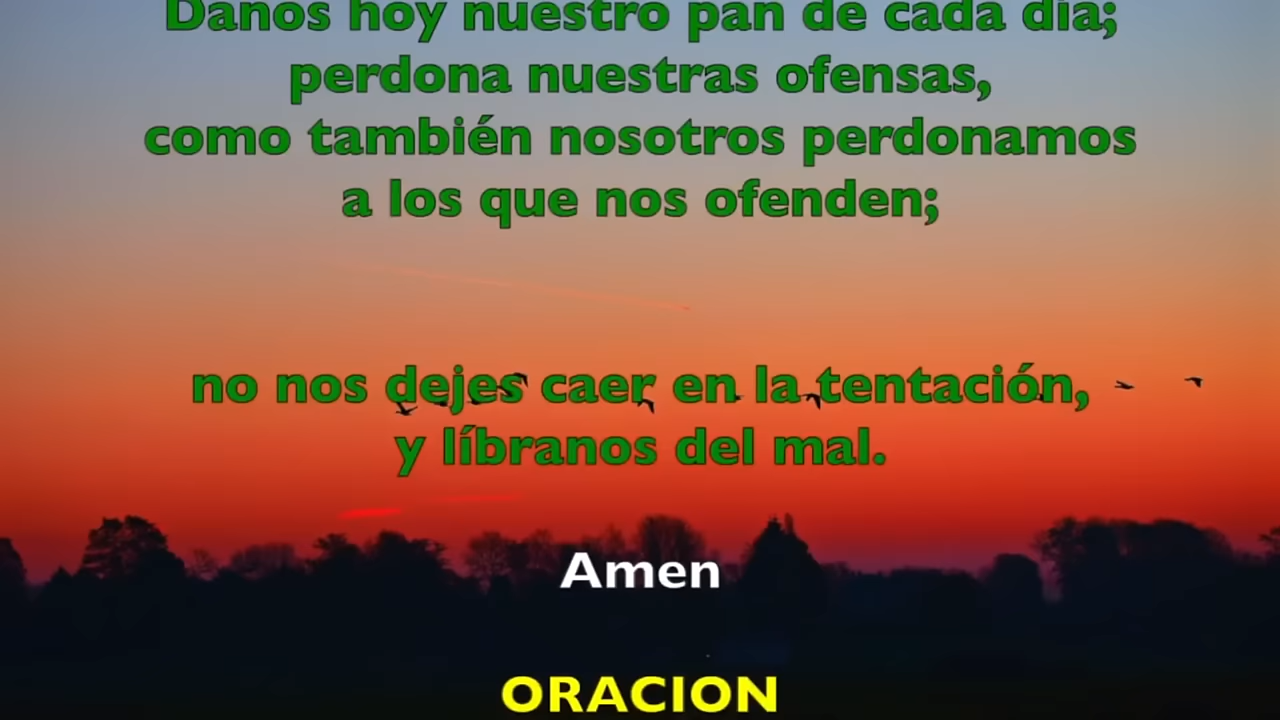 Danos hoy nuestro pan de cada día;
perdona nuestras ofensas,
como también nosotros perdonamos
a los que nos ofenden;
no nos dejes caer en la tentación,
y líbranos del mal.
Amen
ORACION